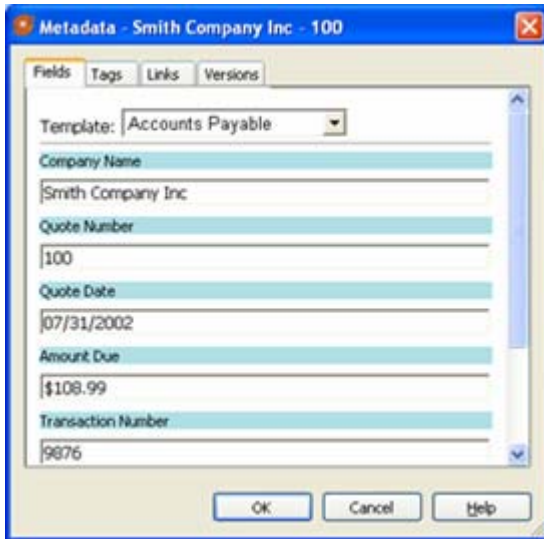 Metadata - Smith Company Inc - 100
Fields Tags Links Versions
Template: Accounts Payable
Company Name
Smith Company Inc
Quote Number
100
Quote Date
07/31/2002
Amount Due
$108.99
Transaction Number
9876
OK Cancel Help